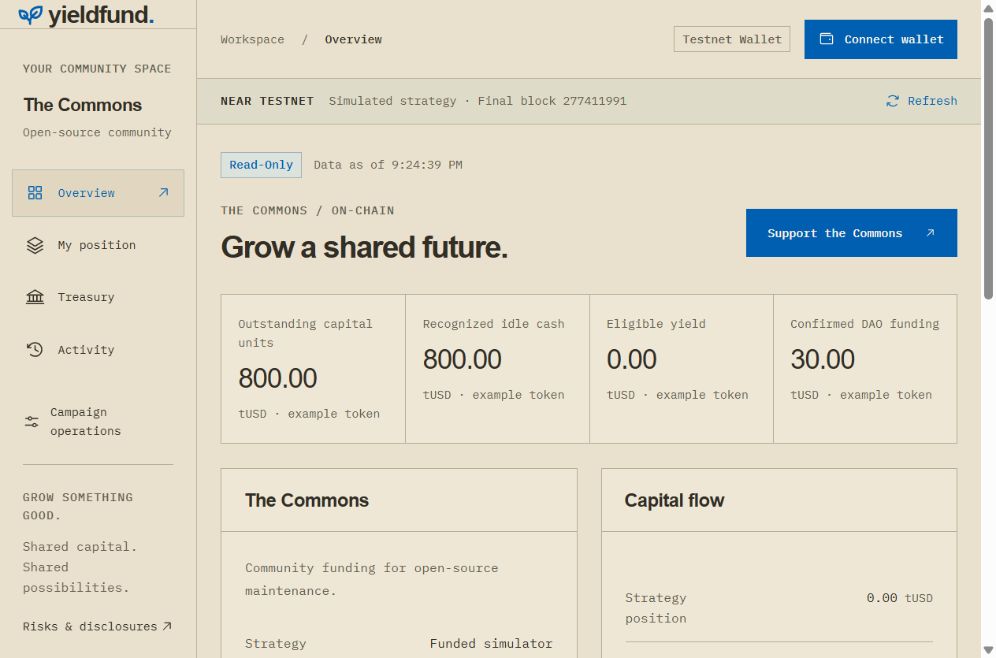 yieldfund.
Workspace / Overview
Testnet Wallet
Connect wallet
YOUR COMMUNITY SPACE
The Commons
Open-source community
Overview
My position
Treasury
Activity
Campaign
operations
GROW SOMETHING
GOOD.
Shared capital.
Shared
possibilities.
Risks & disclosures
NEAR TESTNET Simulated strategy · Final block 277411991
Refresh
Read-Only Data as of 9:24:39 PM
THE COMMONS / ON-CHAIN
Grow a shared future.
Support the Commons
Outstanding capital
units
800.00
tUSD · example token
Recognized idle cash
800.00
tUSD · example token
Eligible yield
0.00
tUSD · example token
Confirmed DAO funding
30.00
tUSD · example token
The Commons
Community funding for open-source
maintenance.
Strategy Funded simulator
Capital flow
Strategy
position
0.00 tUSD